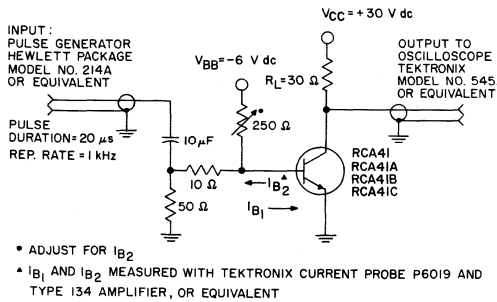 INPUT:
PULSE GENERATOR
HEWLETT PACKAGE
MODEL NO. 214A
OR EQUIVALENT
PULSE
DURATION=20 μs
REP. RATE = 1 kHz
10 μF
50 Ω
10 Ω
VBB=-6 V dc
250 Ω
VCC=+30 V dc
RL=30 Ω
OUTPUT TO
OSCILLOSCOPE
TEKTRONIX
MODEL NO. 545
OR EQUIVALENT
IB2▲
IB1
RCA41
RCA41A
RCA41B
RCA41C
• ADJUST FOR IB2
▲ IB1 AND IB2 MEASURED WITH TEKTRONIX CURRENT PROBE P6019 AND
TYPE 134 AMPLIFIER, OR EQUIVALENT